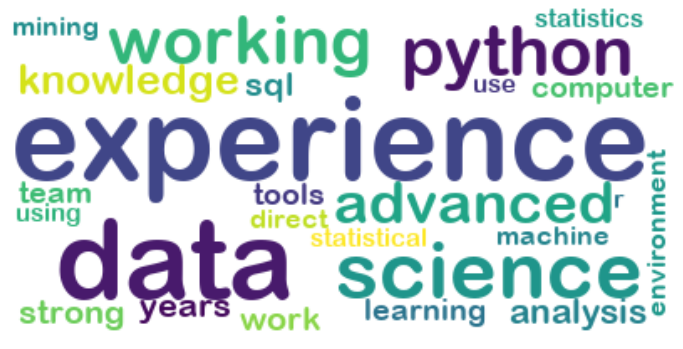 mining
working
statistics
python
knowledge
sql
use
computer
experience
team
tools
advanced
r
environment
using
direct
statistical
machine
data
science
strong
years
work
learning
analysis